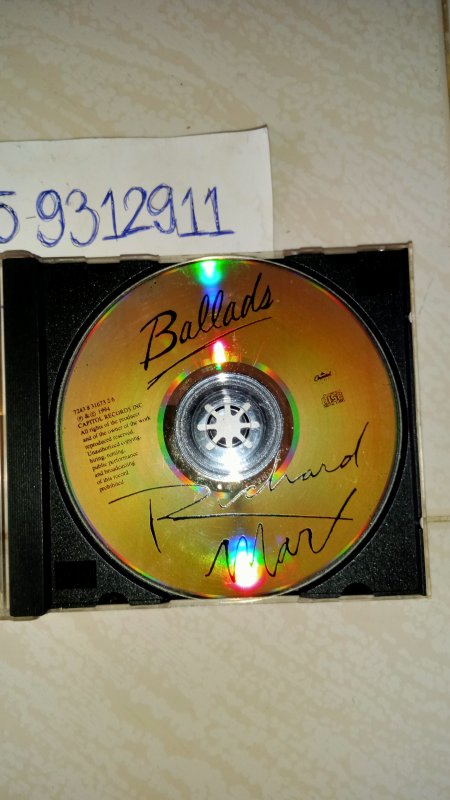 5-9312911
Ballads
Capitol
DISC
7243 8 31673 2 6
℗ & © 1994
CAPITOL RECORDS INC
All rights of the producer
and of the owner of the work
reproduced reserved.
Unauthorized copying,
hiring, renting,
public performance
and broadcasting
of this record
prohibited
Richard
Marx